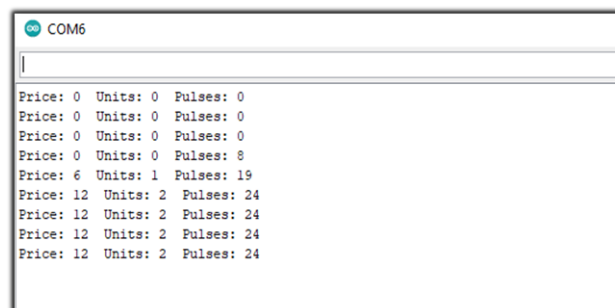 COM6
Price: 0  Units: 0  Pulses: 0
Price: 0  Units: 0  Pulses: 0
Price: 0  Units: 0  Pulses: 0
Price: 0  Units: 0  Pulses: 8
Price: 6  Units: 1  Pulses: 19
Price: 12  Units: 2  Pulses: 24
Price: 12  Units: 2  Pulses: 24
Price: 12  Units: 2  Pulses: 24
Price: 12  Units: 2  Pulses: 24